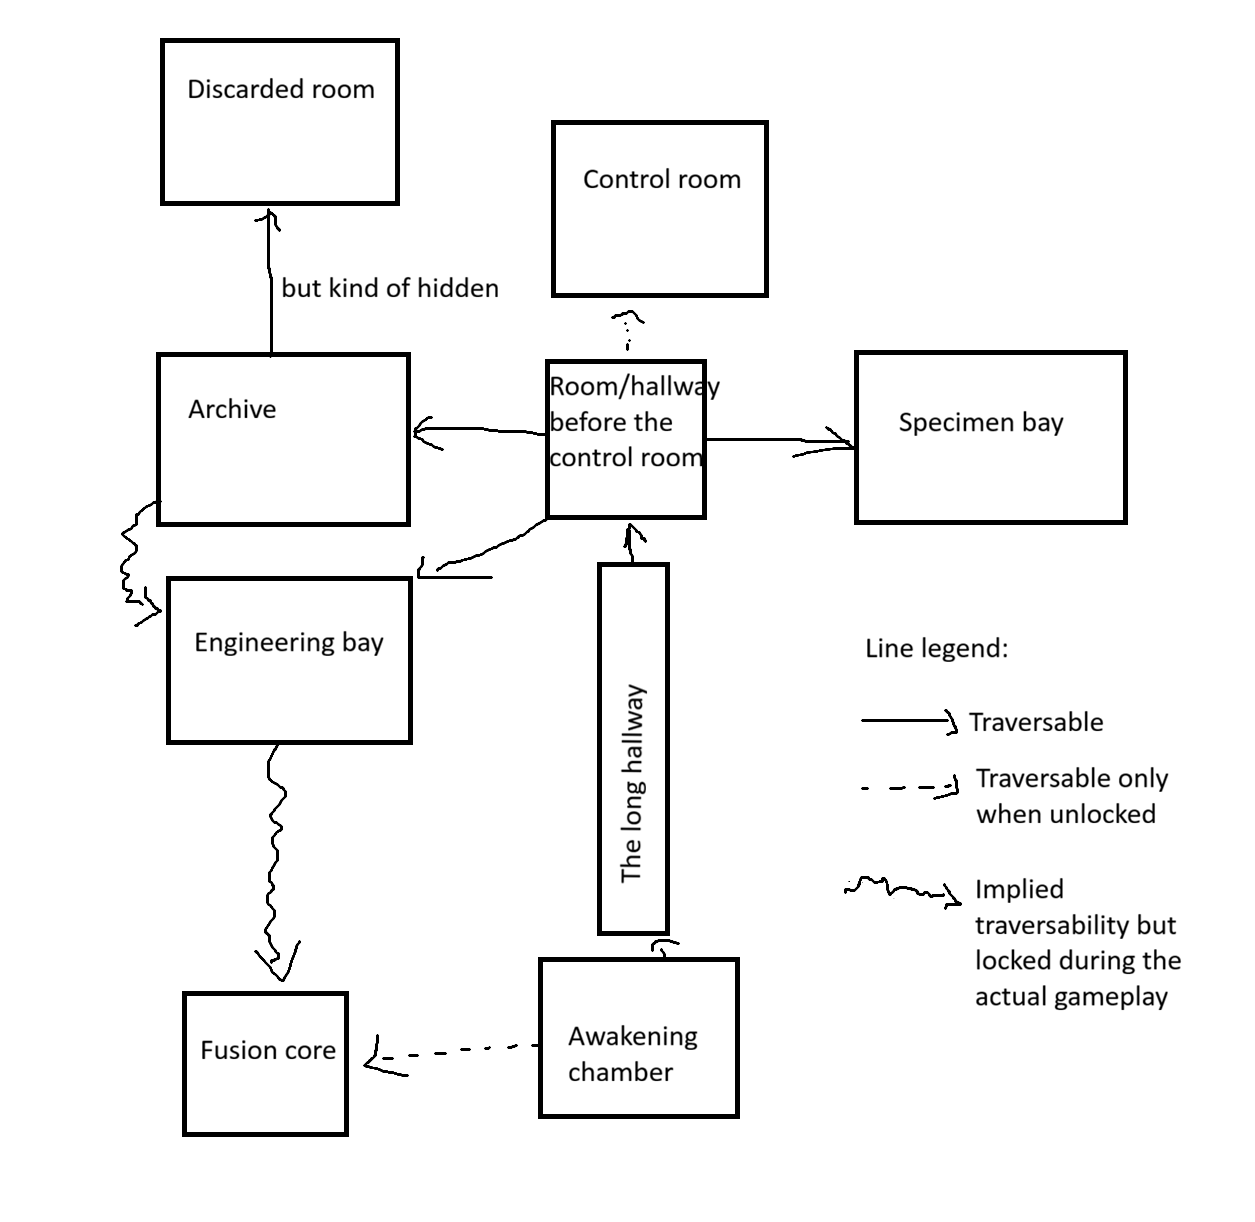 Discarded room
Control room
but kind of hidden
Archive
Room/hallway
before the
control room
Specimen bay
Engineering bay
The long hallway
Line legend:
Traversable
Traversable only
when unlocked
Implied
traversability but
locked during the
actual gameplay
Fusion core
Awakening
chamber